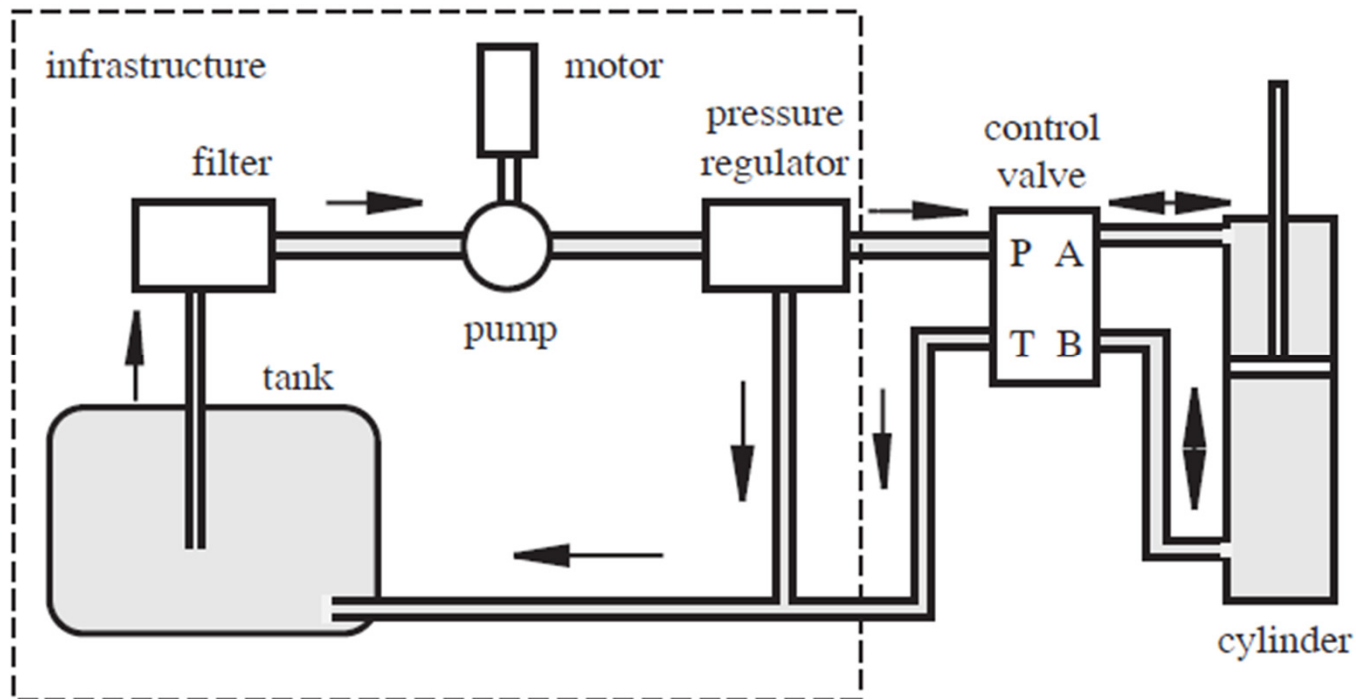 infrastructure
motor
pressure
regulator
control
valve
filter
P A
T B
pump
tank
cylinder